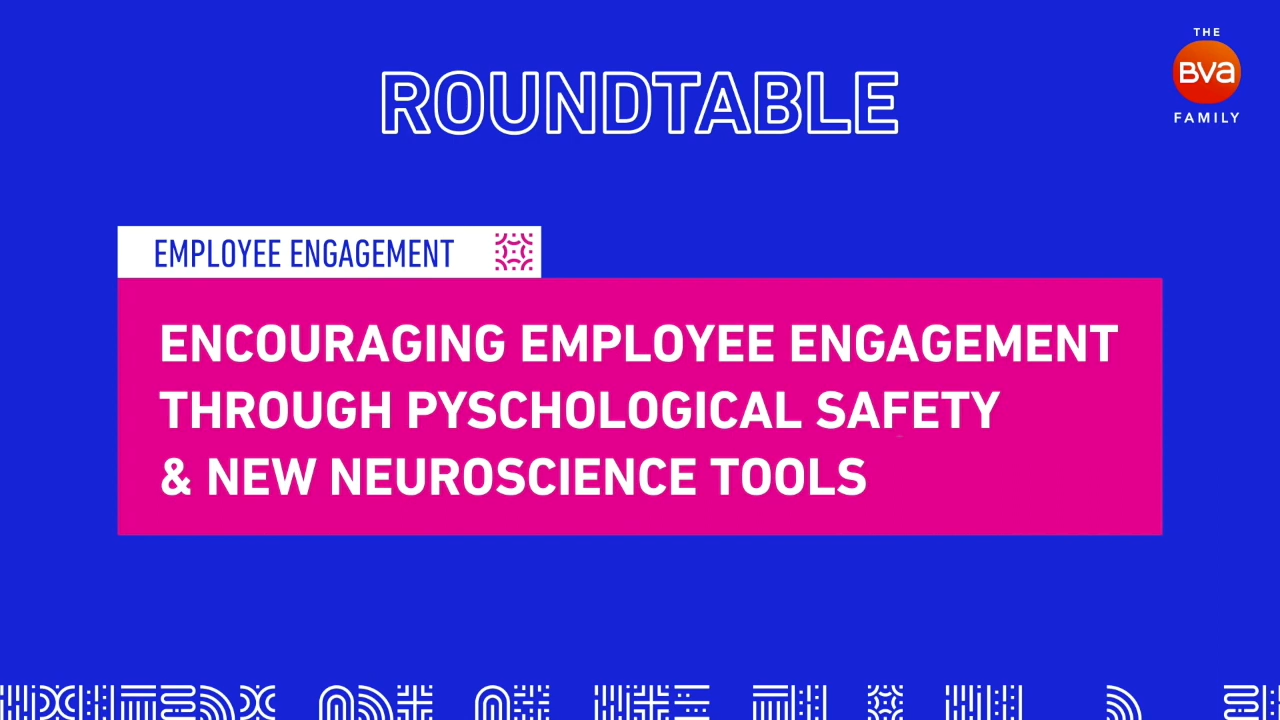 ROUNDTABLE
THE
BVA
FAMILY
EMPLOYEE ENGAGEMENT
ENCOURAGING EMPLOYEE ENGAGEMENT
THROUGH PYSCHOLOGICAL SAFETY
& NEW NEUROSCIENCE TOOLS